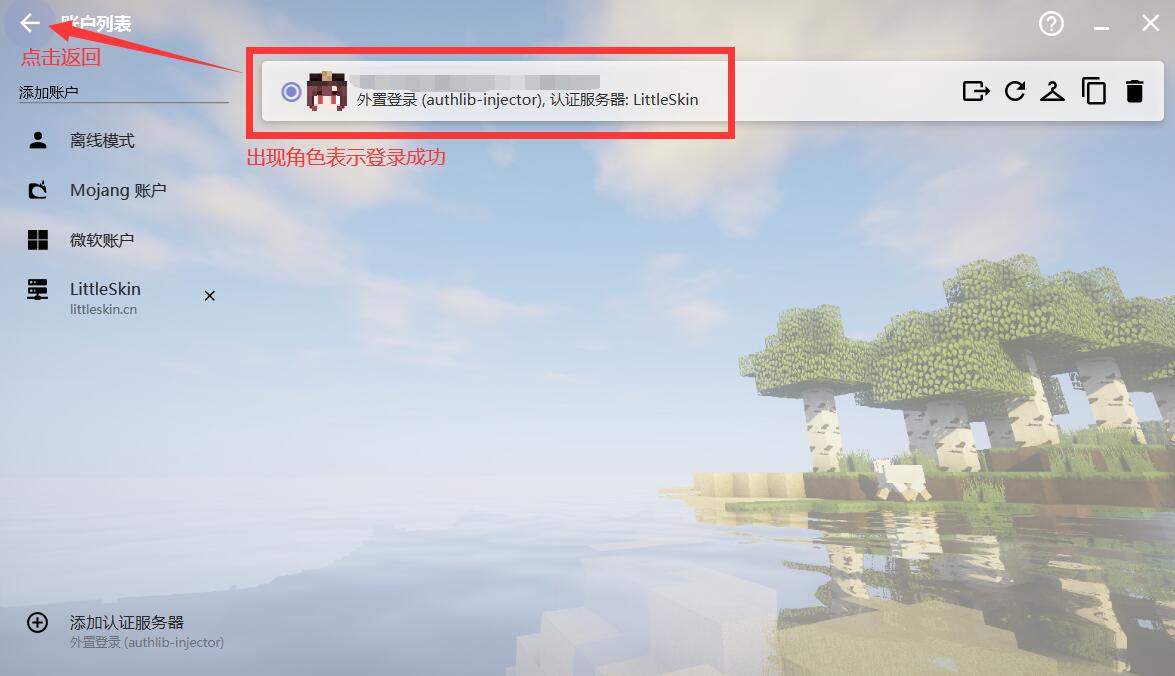 账户列表
点击返回
添加账户
离线模式
Mojang 账户
微软账户
LittleSkin
littleskin.cn
外置登录 (authlib-injector), 认证服务器: LittleSkin
出现角色表示登录成功
添加认证服务器
外置登录 (authlib-injector)